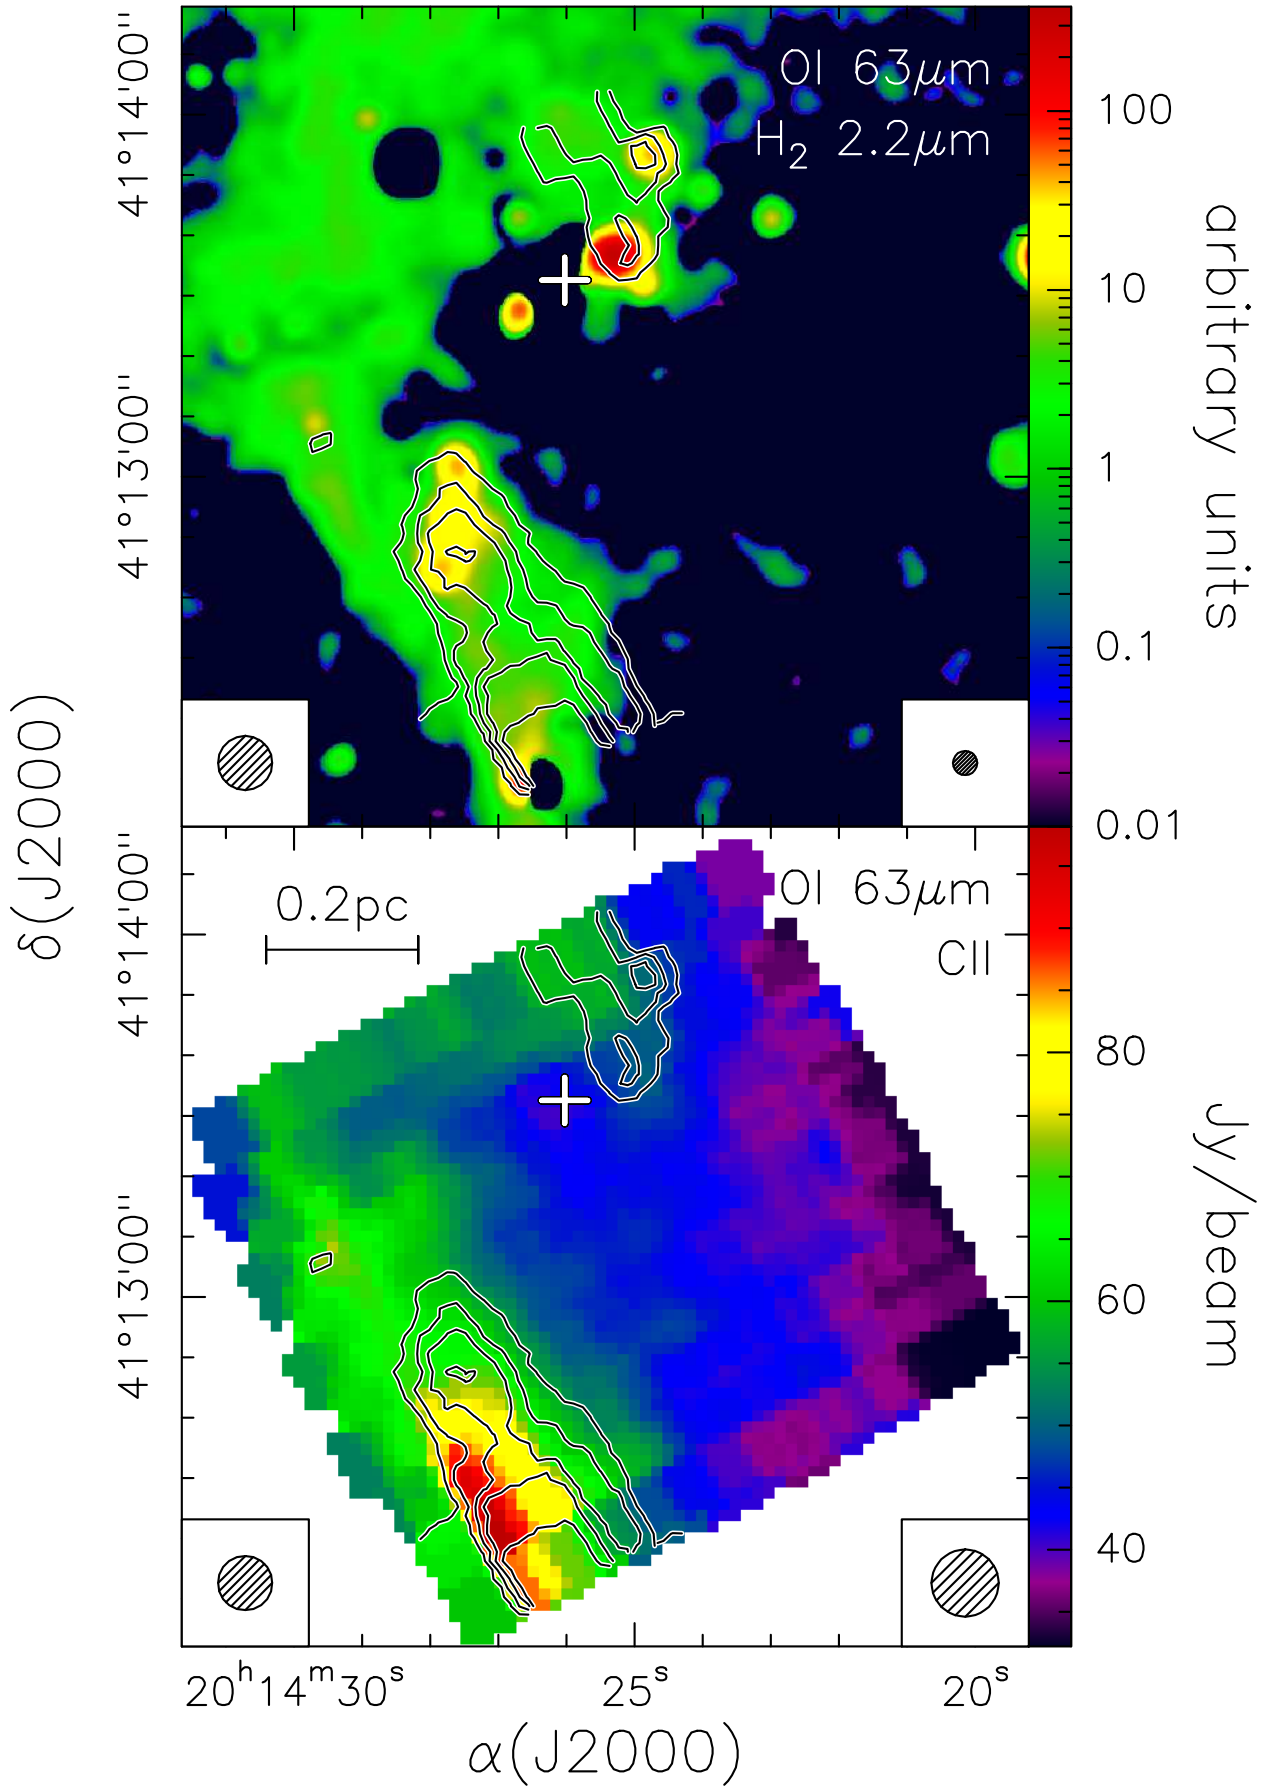 OI 63μm
H2 2.2μm
41°14'00''
41°13'00''
100
10
1
0.1
0.01
arbitrary units
δ(J2000)
0.2pc
OI 63μm
CII
41°14'00''
41°13'00''
80
60
40
Jy/beam
20h14m30s
25s
20s
α(J2000)